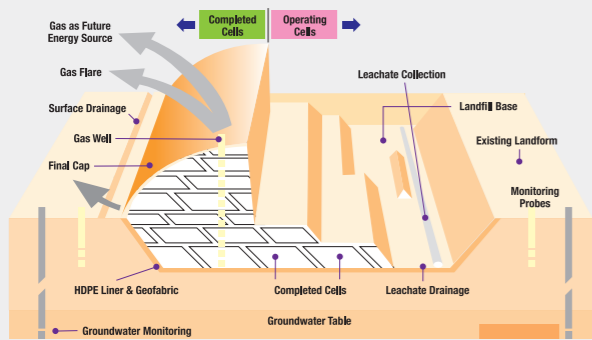 Gas as Future
Energy Source
Completed
Cells
Operating
Cells
Gas Flare
Leachate Collection
Surface Drainage
Landfill Base
Gas Well
Existing Landform
Final Cap
Monitoring
Probes
HDPE Liner & Geofabric
Completed Cells
Leachate Drainage
Groundwater Table
Groundwater Monitoring